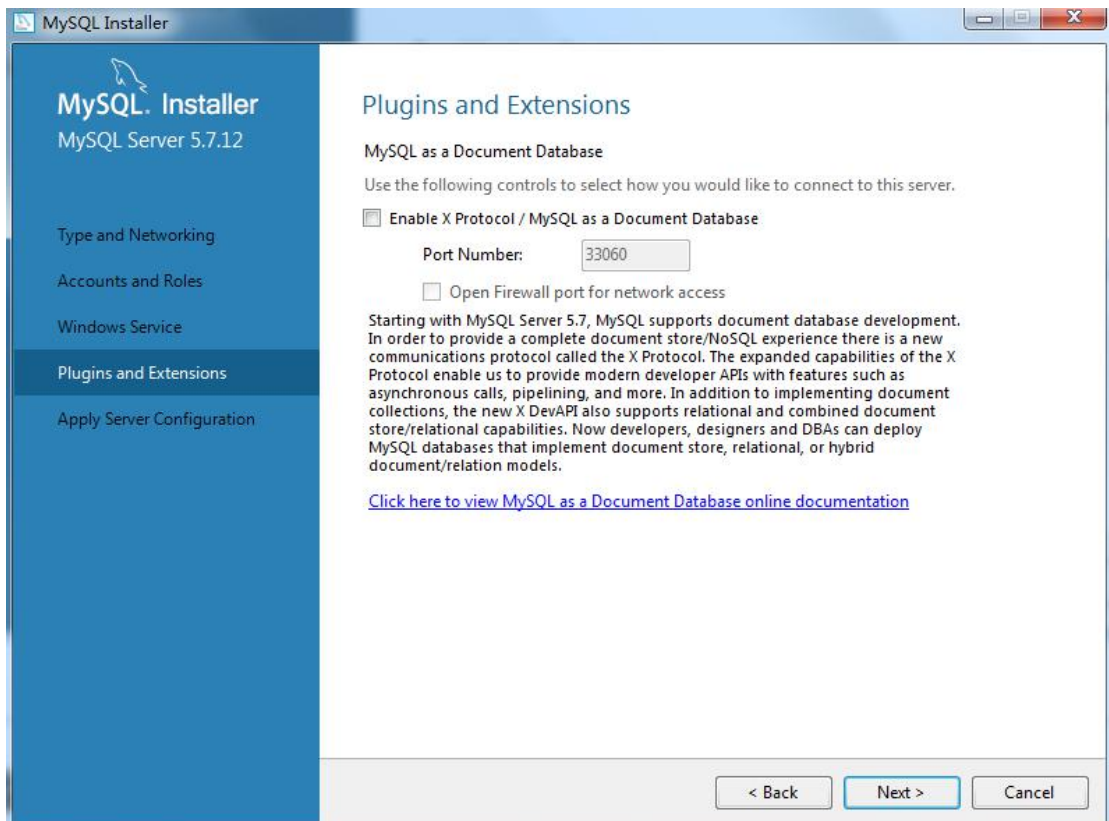 MySQL Installer
MySQL. Installer
MySQL Server 5.7.12
Type and Networking
Accounts and Roles
Windows Service
Plugins and Extensions
Apply Server Configuration
Plugins and Extensions
MySQL as a Document Database
Use the following controls to select how you would like to connect to this server.
Enable X Protocol / MySQL as a Document Database
Port Number: 33060
Open Firewall port for network access
Starting with MySQL Server 5.7, MySQL supports document database development.
In order to provide a complete document store/NoSQL experience there is a new
communications protocol called the X Protocol. The expanded capabilities of the X
Protocol enable us to provide modern developer APIs with features such as
asynchronous calls, pipelining, and more. In addition to implementing document
collections, the new X DevAPI also supports relational and combined document
store/relational capabilities. Now developers, designers and DBAs can deploy
MySQL databases that implement document store, relational, or hybrid
document/relation models.
Click here to view MySQL as a Document Database online documentation
< Back Next > Cancel